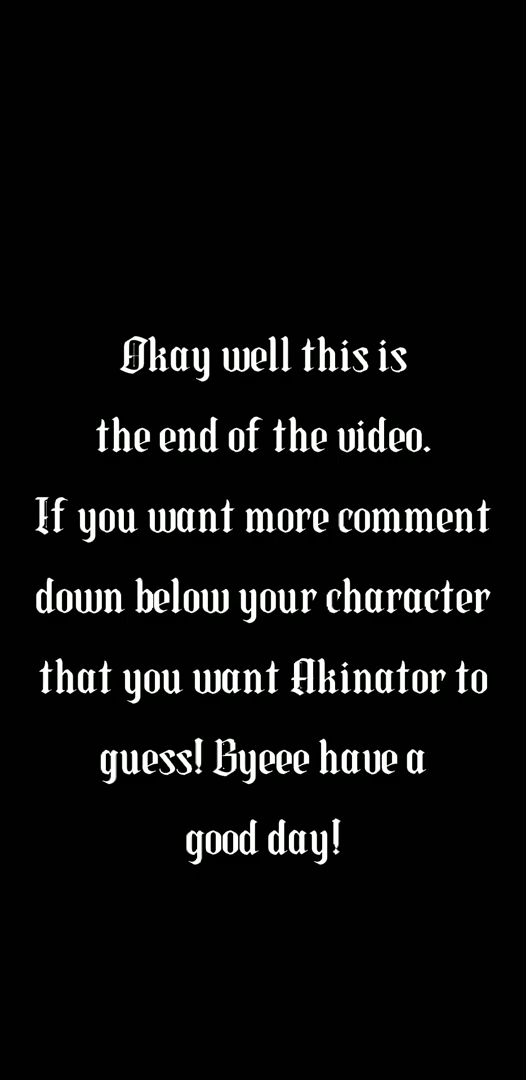 Okay well this is
the end of the video.
If you want more comment
down below your character
that you want Akinator to
guess! Byeee have a
good day!